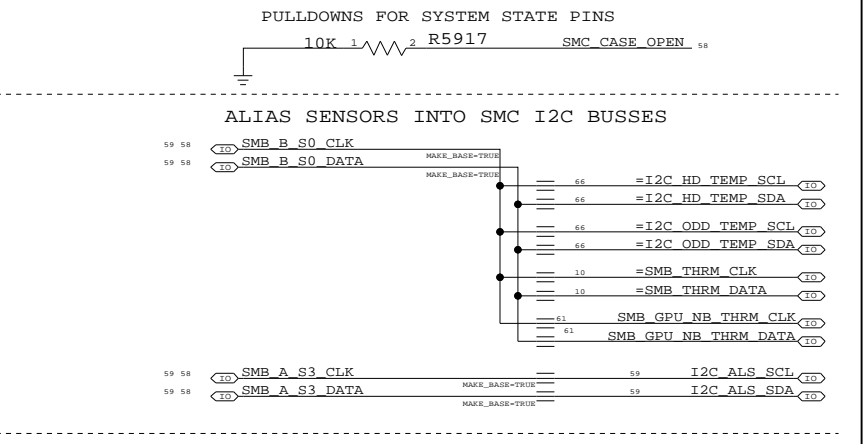 PULLDOWNS FOR SYSTEM STATE PINS
10K 1 2 R5917 SMC_CASE_OPEN 58
ALIAS SENSORS INTO SMC I2C BUSSES
59 58 IO SMB_B_S0_CLK MAKE_BASE=TRUE
59 58 IO SMB_B_S0_DATA MAKE_BASE=TRUE
66 =I2C_HD_TEMP_SCL IO
66 =I2C_HD_TEMP_SDA IO
66 =I2C_ODD_TEMP_SCL IO
66 =I2C_ODD_TEMP_SDA IO
10 =SMB_THRM_CLK IO
10 =SMB_THRM_DATA IO
61 SMB_GPU_NB_THRM_CLK IO
61 SMB_GPU_NB_THRM_DATA IO
59 58 IO SMB_A_S3_CLK MAKE_BASE=TRUE 59 I2C_ALS_SCL IO
59 58 IO SMB_A_S3_DATA MAKE_BASE=TRUE 59 I2C_ALS_SDA IO